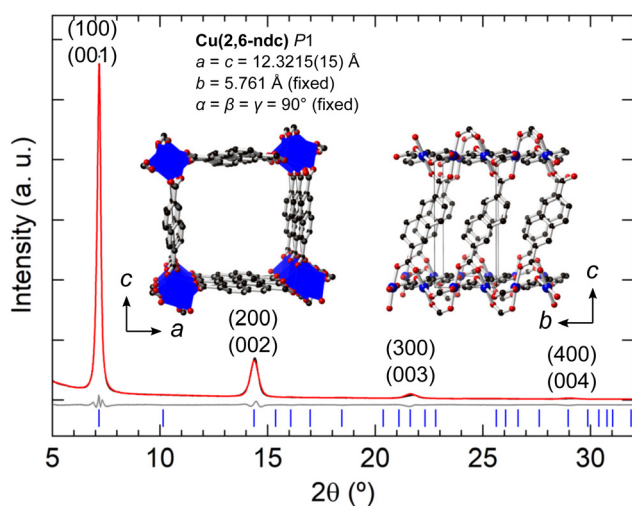 (100)
(001)
Cu(2,6-ndc) P1
a = c = 12.3215(15) Å
b = 5.761 Å (fixed)
α = β = γ = 90° (fixed)
Intensity (a. u.)
c
a
c
b
(200)
(002)
(300)
(003)
(400)
(004)
5 10 15 20 25 30
2θ (º)